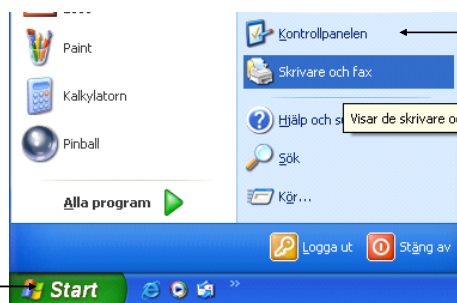 Paint
Kalkylatorn
Pinball
Alla program
Kontrollpanelen
Skrivare och fax
Hjälp och s
Visar de skrivare o
Sök
Kör...
Logga ut
Stäng av
Start
»